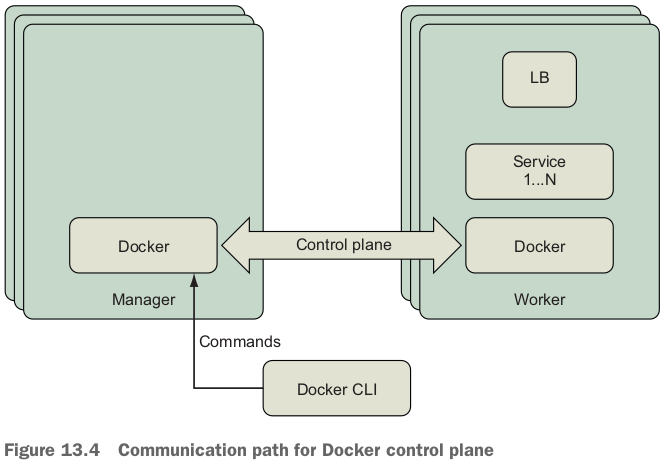 LB
Service
1...N
Docker
Control plane
Docker
Manager
Worker
Commands
Docker CLI
Figure 13.4 Communication path for Docker control plane